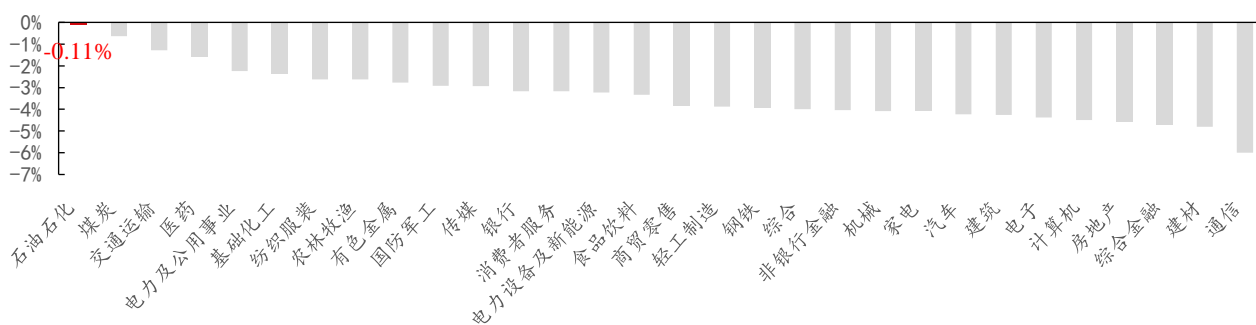 0%
-1%
-2%
-3%
-4%
-5%
-6%
-7%
-0.11%
石油石化
煤炭
交通运输
医药
电力及公用事业
基础化工
纺织服装
农林牧渔
有色金属
国防军工
传媒
银行
消费者服务
电力设备及新能源
食品饮料
商贸零售
轻工制造
钢铁
综合
非银行金融
机械
家电
汽车
建筑
电子
计算机
房地产
综合金融
建材
通信